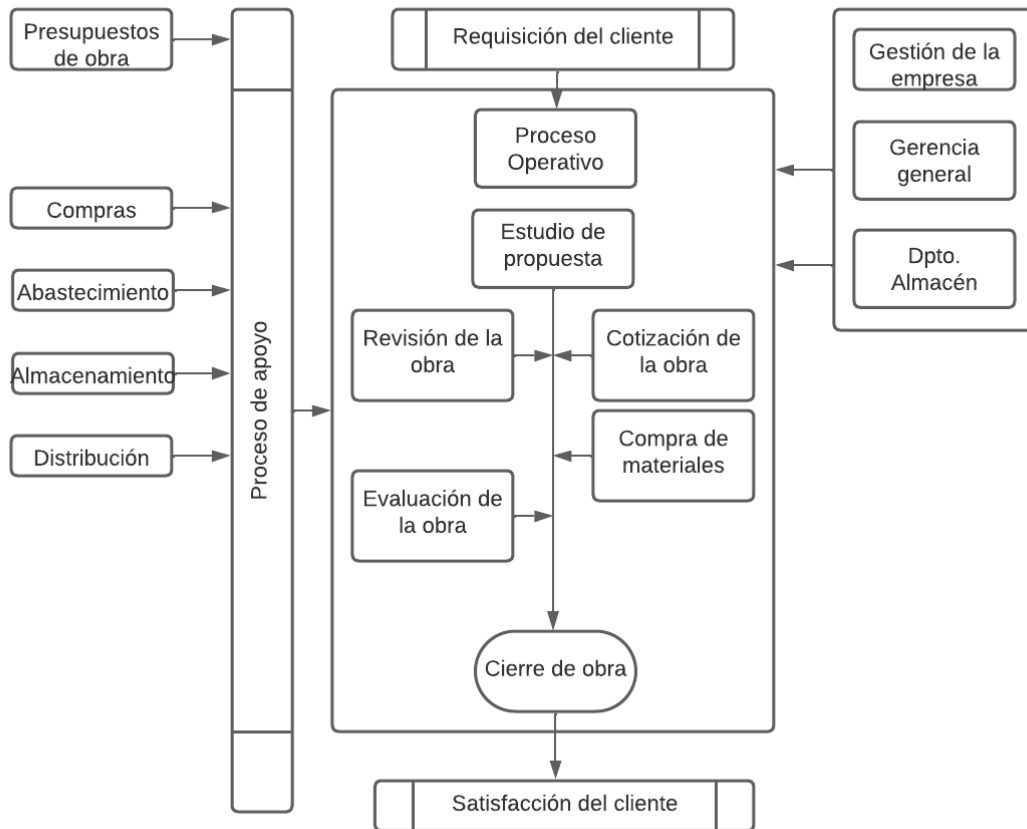 Presupuestos
de obra
Compras
Abastecimiento
Almacenamiento
Distribución
Proceso de apoyo
Requisición del cliente
Proceso
Operativo
Estudio de
propuesta
Revisión de la
obra
Cotización de
la obra
Compra de
materiales
Evaluación de
la obra
Cierre de obra
Satisfacción del cliente
Gestión de la
empresa
Gerencia
general
Dpto.
Almacén